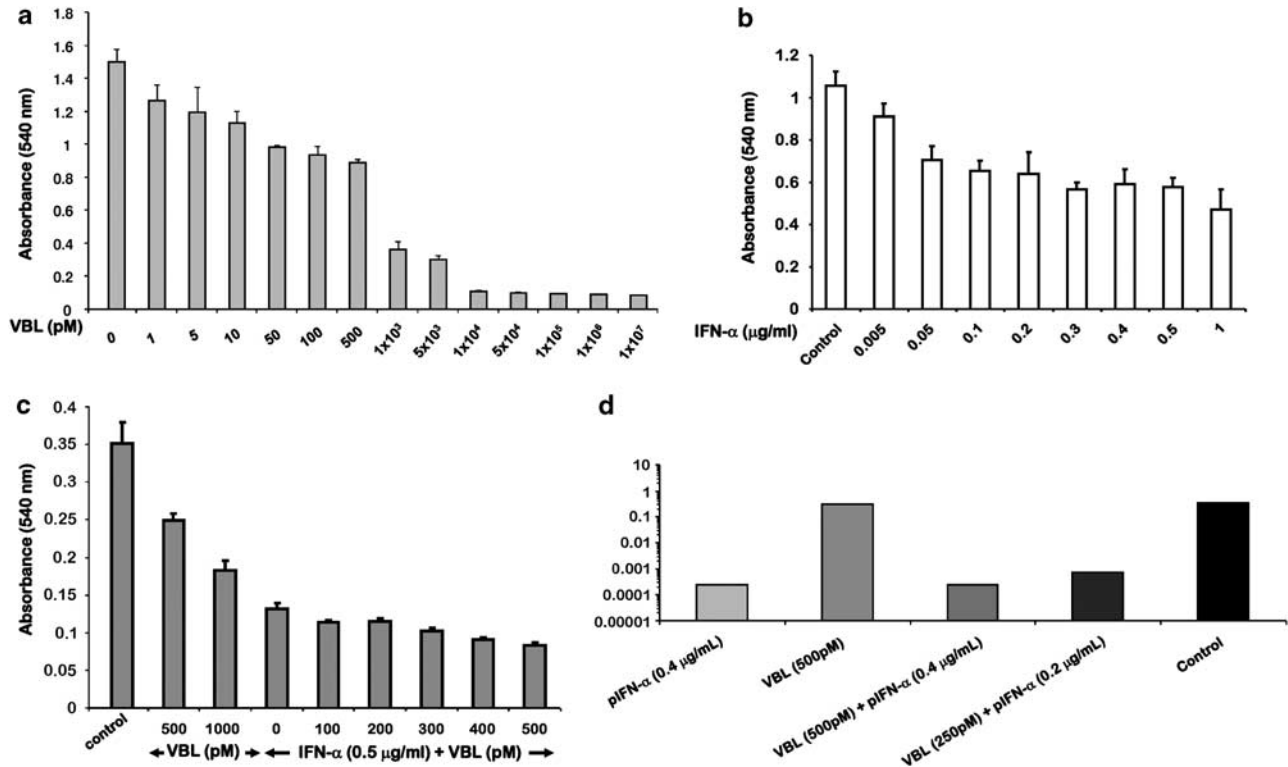 a
Absorbance (540 nm)
1.8
1.6
1.4
1.2
1
0.8
0.6
0.4
0.2
0
VBL (pM)
0 1 5 10 50 100 500 1x10³ 5x10³ 1x10⁴ 5x10⁴ 1x10⁵ 1x10⁶ 1x10⁷
b
Absorbance (540 nm)
1.2
1
0.8
0.6
0.4
0.2
0
IFN-α (µg/ml)
Control 0.005 0.05 0.1 0.2 0.3 0.4 0.5 1
c
Absorbance (540 nm)
0.4
0.35
0.3
0.25
0.2
0.15
0.1
0.05
0
control 500 1000 0 100 200 300 400 500
VBL (pM) IFN-α (0.5 µg/ml) + VBL (pM)
d
10
1
0.1
0.01
0.001
0.0001
0.00001
pIFN-α (0.4 µg/mL)
VBL (500pM)
VBL (500pM) + pIFN-α (0.4 µg/mL)
VBL (250pM) + pIFN-α (0.2 µg/mL)
Control